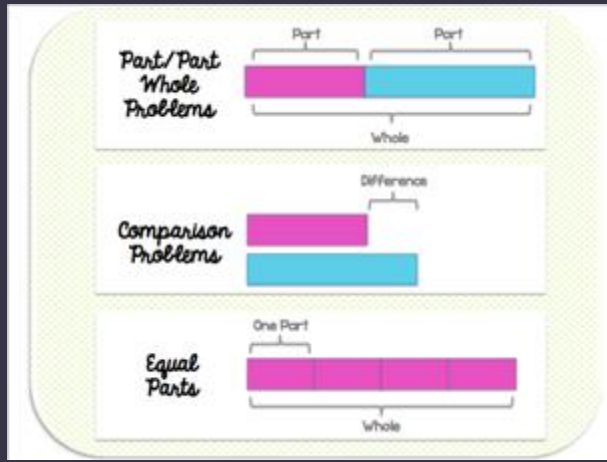 Part/Part
Whole
Problems
Part
Part
Whole
Comparison
Problems
Difference
Equal
Parts
One Part
Whole